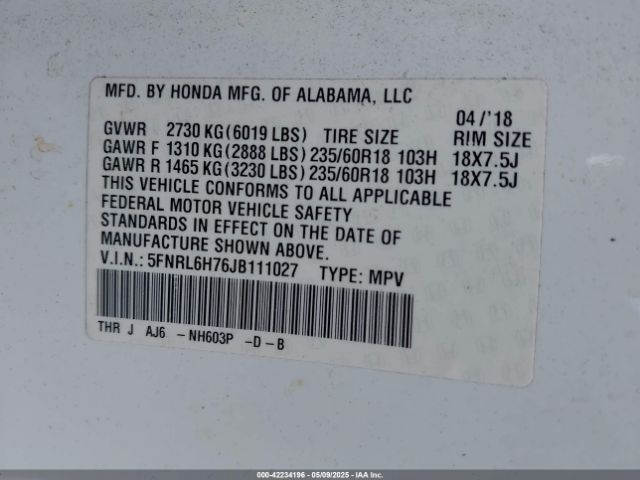 MFD. BY HONDA MFG. OF ALABAMA, LLC
04/'18
GVWR 2730 KG(6019 LBS) TIRE SIZE RIM SIZE
GAWR F 1310 KG(2888 LBS) 235/60R18 103H 18X7.5J
GAWR R 1465 KG(3230 LBS) 235/60R18 103H 18X7.5J
THIS VEHICLE CONFORMS TO ALL APPLICABLE
FEDERAL MOTOR VEHICLE SAFETY
STANDARDS IN EFFECT ON THE DATE OF
MANUFACTURE SHOWN ABOVE.
V.I.N.: 5FNRL6H76JB111027 TYPE: MPV
THR J AJ6 - NH603P -D - B
000-42234196 - 05/09/2025 - IAA Inc.